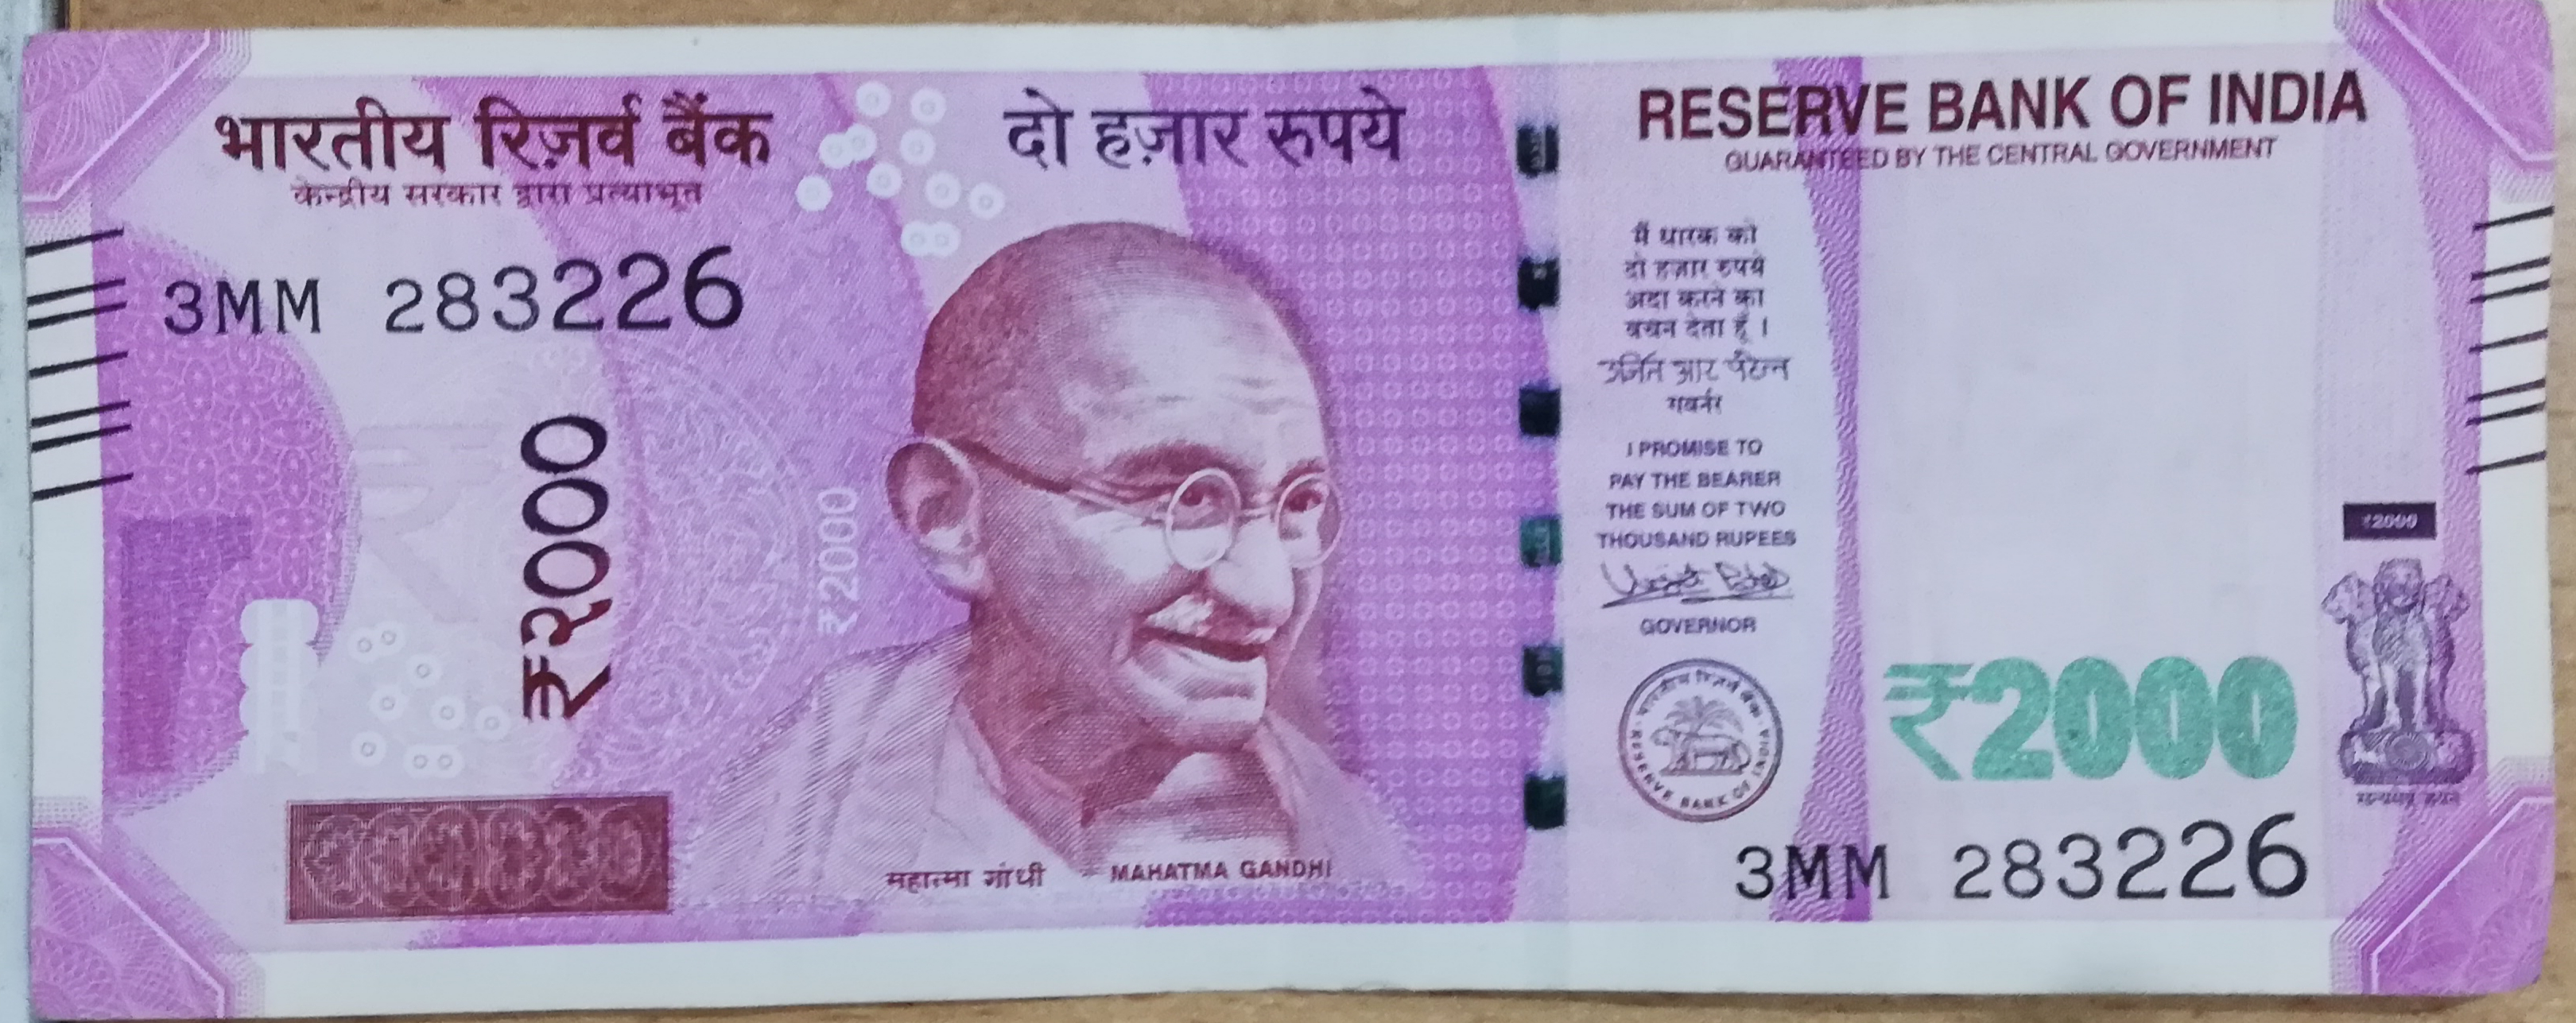 भारतीय रिज़र्व बैंक
केन्द्रीय सरकार द्वारा प्रत्याभूत
दो हज़ार रुपये
RESERVE BANK OF INDIA
GUARANTEED BY THE CENTRAL GOVERNMENT
3MM 283226
₹२०००
₹2000
मैं धारक को
दो हज़ार रुपये
अदा करने का
वचन देता हूँ ।
उर्जित आर पटेल
गवर्नर
I PROMISE TO
PAY THE BEARER
THE SUM OF TWO
THOUSAND RUPEES
Urjit Patel
GOVERNOR
भारतीय रिज़र्व बैंक
RESERVE BANK OF INDIA
₹2000
₹2000
सत्यमेव जयते
महात्मा गांधी MAHATMA GANDHI
3MM 283226